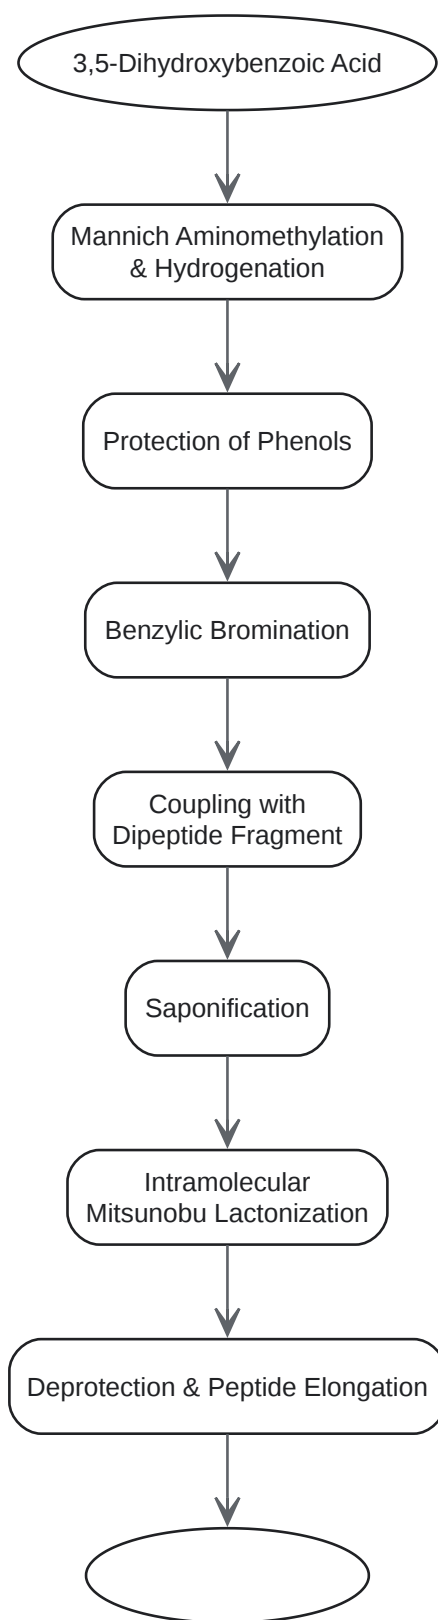 3,5-Dihydroxybenzoic Acid
Mannich Aminomethylation
& Hydrogenation
Protection of Phenols
Benzylic Bromination
Coupling with
Dipeptide Fragment
Saponification
Intramolecular
Mitsunobu Lactonization
Deprotection & Peptide Elongation